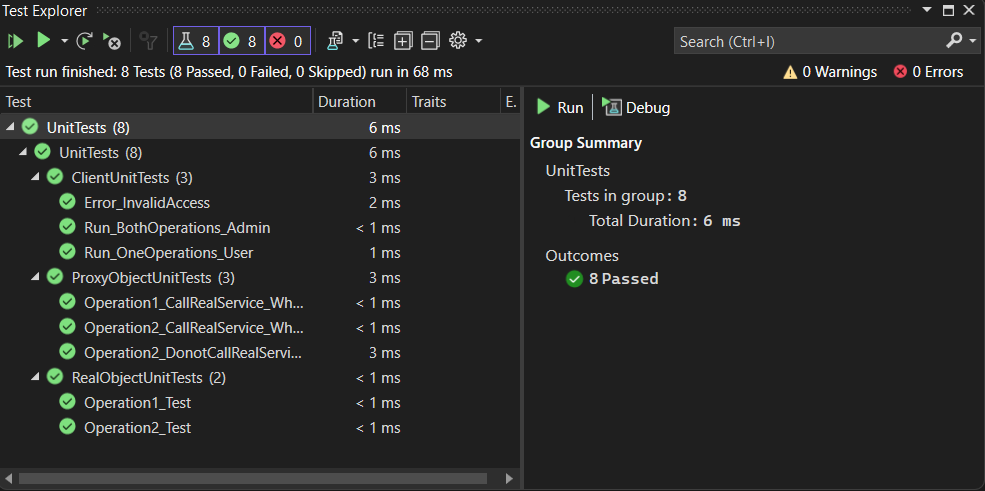 Test Explorer
8 8 0
Search (Ctrl+I)
Test run finished: 8 Tests (8 Passed, 0 Failed, 0 Skipped) run in 68 ms
0 Warnings
0 Errors
Test Duration Traits E.
UnitTests (8) 6 ms
UnitTests (8) 6 ms
ClientUnitTests (3) 3 ms
Error_InvalidAccess 2 ms
Run_BothOperations_Admin < 1 ms
Run_OneOperations_User 1 ms
ProxyObjectUnitTests (3) 3 ms
Operation1_CallRealService_Wh... < 1 ms
Operation2_CallRealService_Wh... < 1 ms
Operation2_DonotCallRealServi... 3 ms
RealObjectUnitTests (2) < 1 ms
Operation1_Test < 1 ms
Operation2_Test < 1 ms
Run Debug
Group Summary
UnitTests
Tests in group: 8
Total Duration: 6 ms
Outcomes
8 Passed